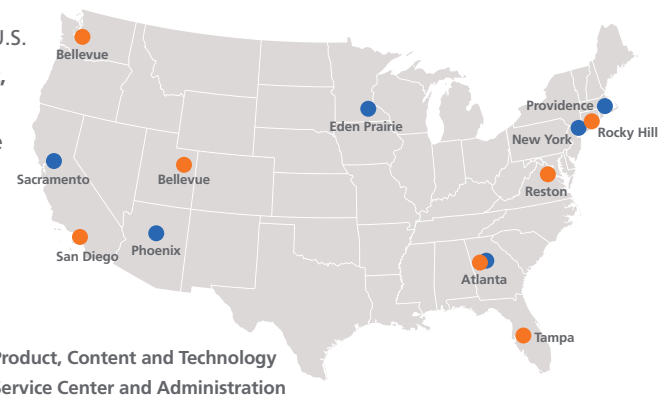 U.S.
Bellevue
Providence
Eden Prairie
New York
Rocky Hill
Sacramento
Bellevue
Reston
San Diego
Phoenix
Atlanta
Tampa
Product, Content and Technology
Service Center and Administration